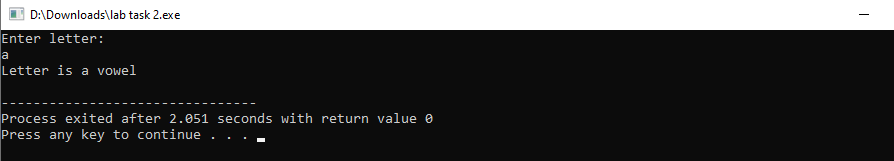 D:\Downloads\lab task 2.exe
Enter letter:
a
Letter is a vowel
--------------------------------
Process exited after 2.051 seconds with return value 0
Press any key to continue . . .